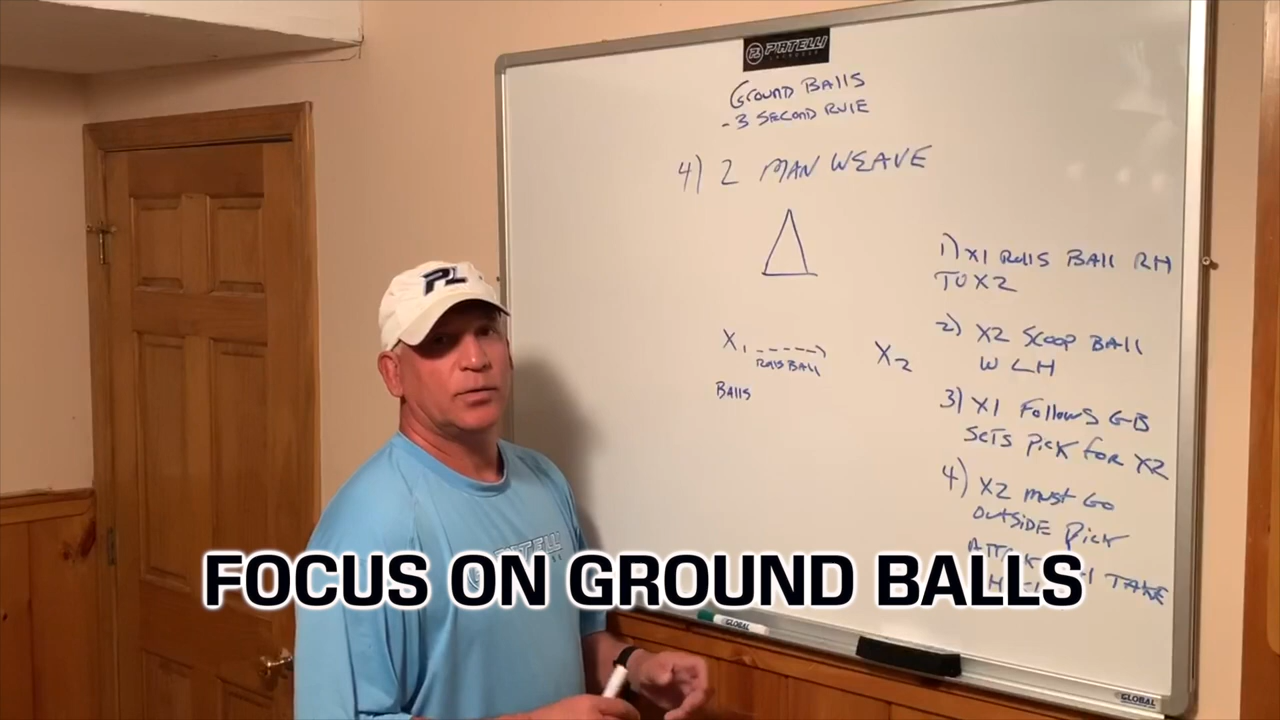 PIATELLI
LACROSSE
GROUND BALLS
- 3 SECOND RULE
4) 2 MAN WEAVE
1) X1 Rolls BALL RH
TO X2
2) X2 SCOOP BALL
W LH
3) X1 Follows GB
SETS PICK FOR X2
4) X2 must Go
OUTSIDE PICK
TAKE
X1
Rolls BALL
X2
BALLS
PL
FOCUS ON GROUND BALLS
GLOBAL
GLOBAL